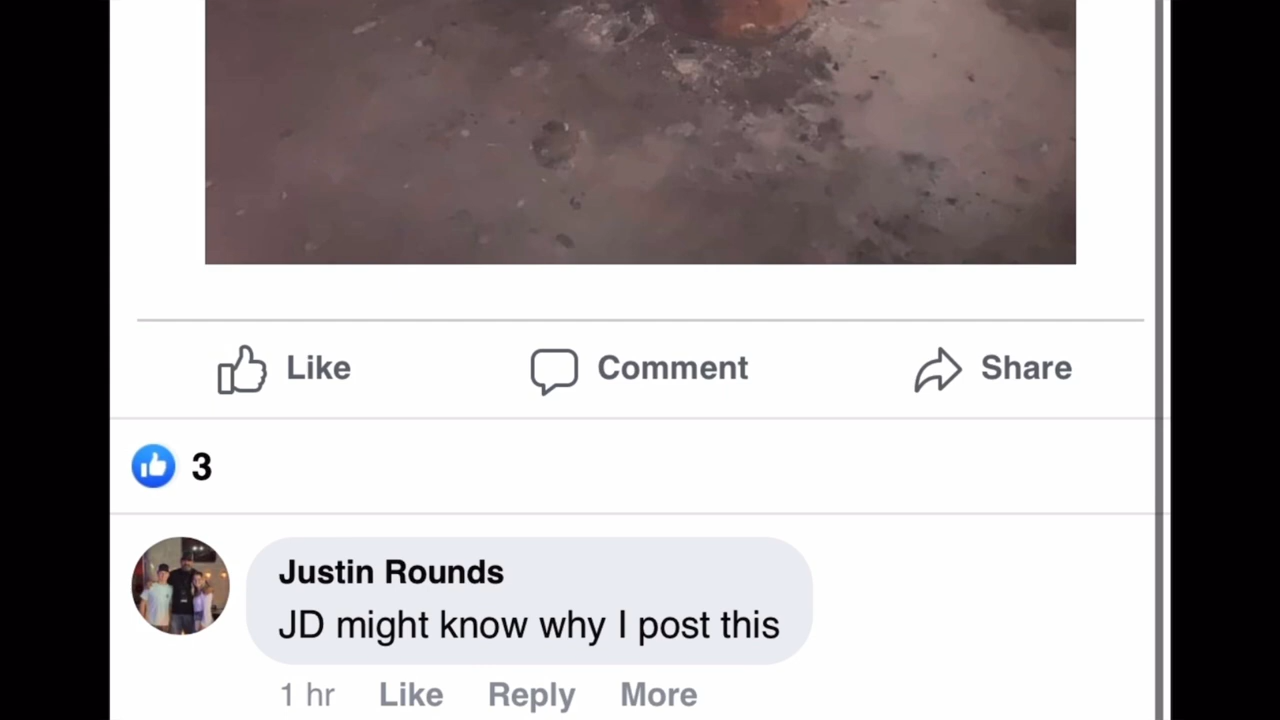 Like Comment Share
3
Justin Rounds
JD might know why I post this
1 hr Like Reply More